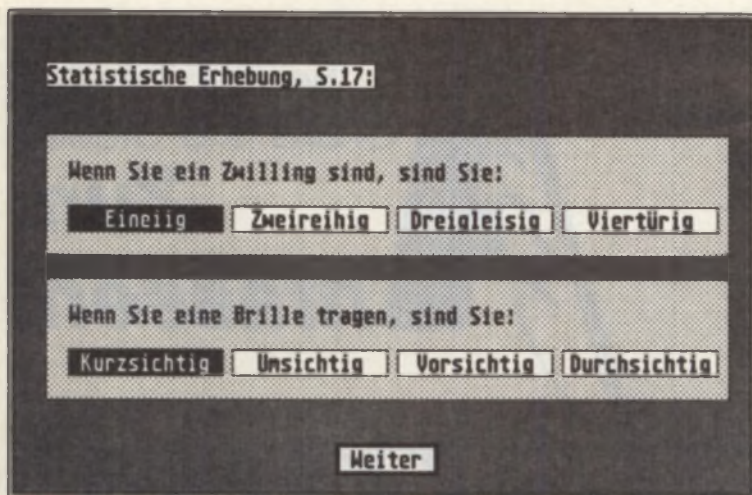 Statistische Erhebung, S.17:
Wenn Sie ein Zwilling sind, sind Sie:
Eineiig Zweireihig Dreigleisig Viertürig
Wenn Sie eine Brille tragen, sind Sie:
Kurzsichtig Umsichtig Vorsichtig Durchsichtig
Weiter